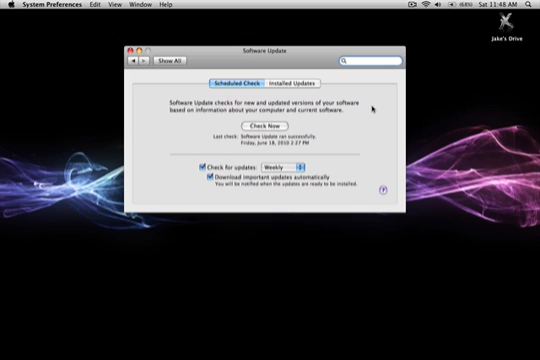 System Preferences Edit View Window Help
(68%) Sat 11:48 AM
Jake's Drive
Software Update
Show All
Scheduled Check Installed Updates
Software Update checks for new and updated versions of your software
based on information about your computer and current software.
Check Now
Last check: Software Update ran successfully.
Friday, June 18, 2010 2:27 PM
Check for updates: Weekly
Download important updates automatically
You will be notified when the updates are ready to be installed.
?